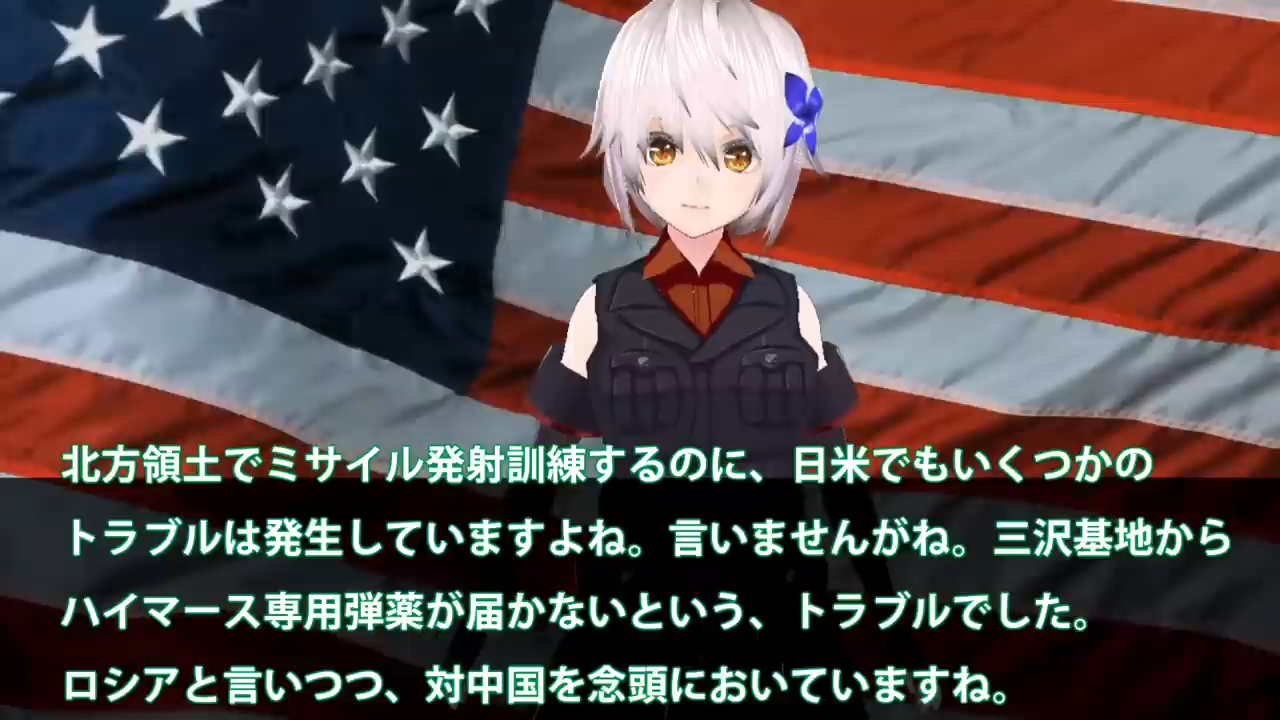 北方領土でミサイル発射訓練するのに、日米でもいくつかの
トラブルは発生していますよね。言いませんがね。三沢基地から
ハイマース専用弾薬が届かないという、トラブルでした。
ロシアと言いつつ、対中国を念頭においていますね。